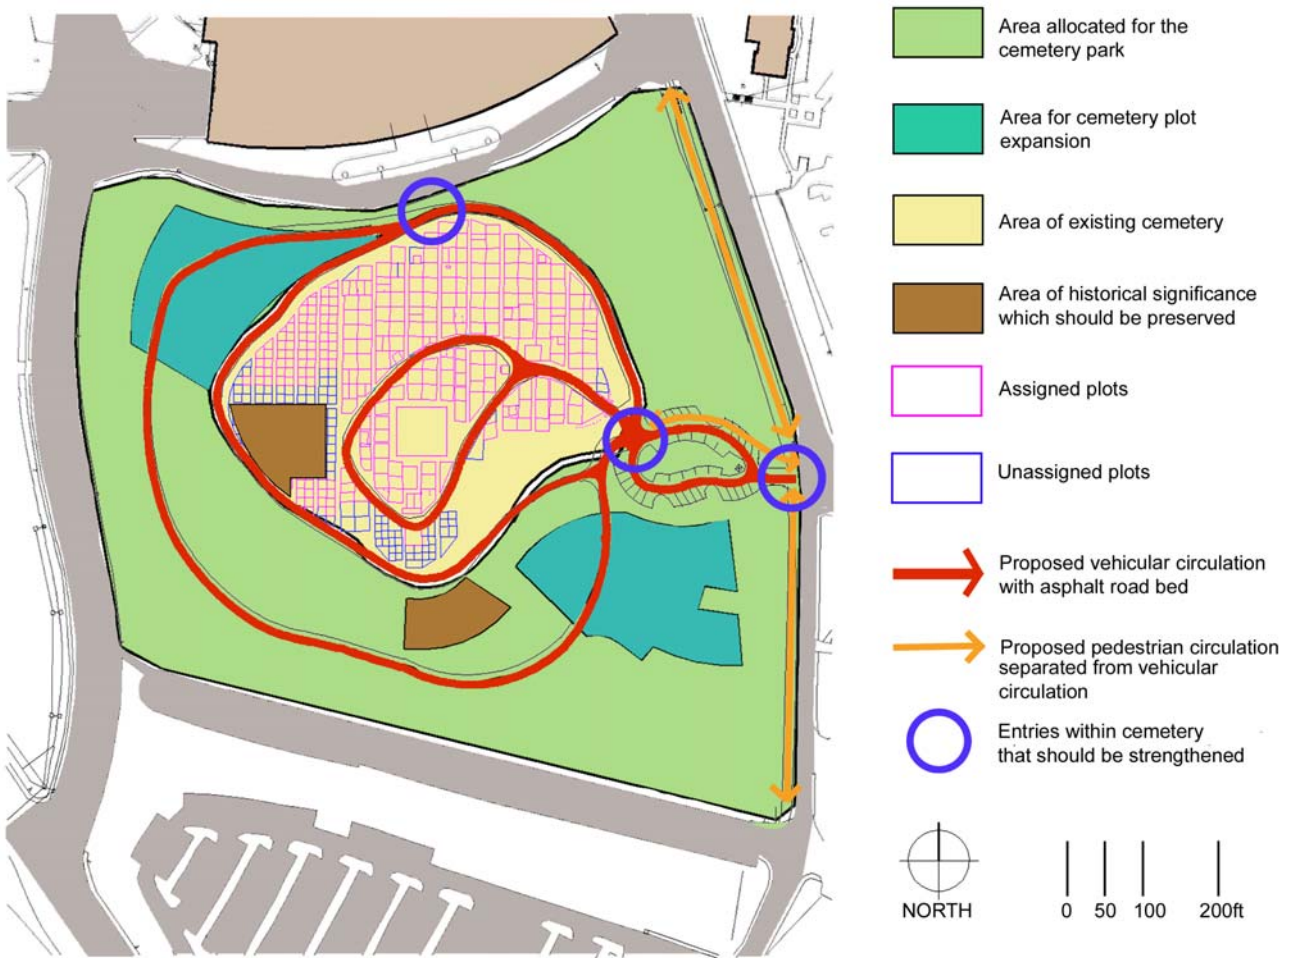 Area allocated for the
cemetery park
Area for cemetery plot
expansion
Area of existing cemetery
Area of historical significance
which should be preserved
Assigned plots
Unassigned plots
Proposed vehicular circulation
with asphalt road bed
Proposed pedestrian circulation
separated from vehicular
circulation
Entries within cemetery
that should be strengthened
NORTH
0 50 100 200ft